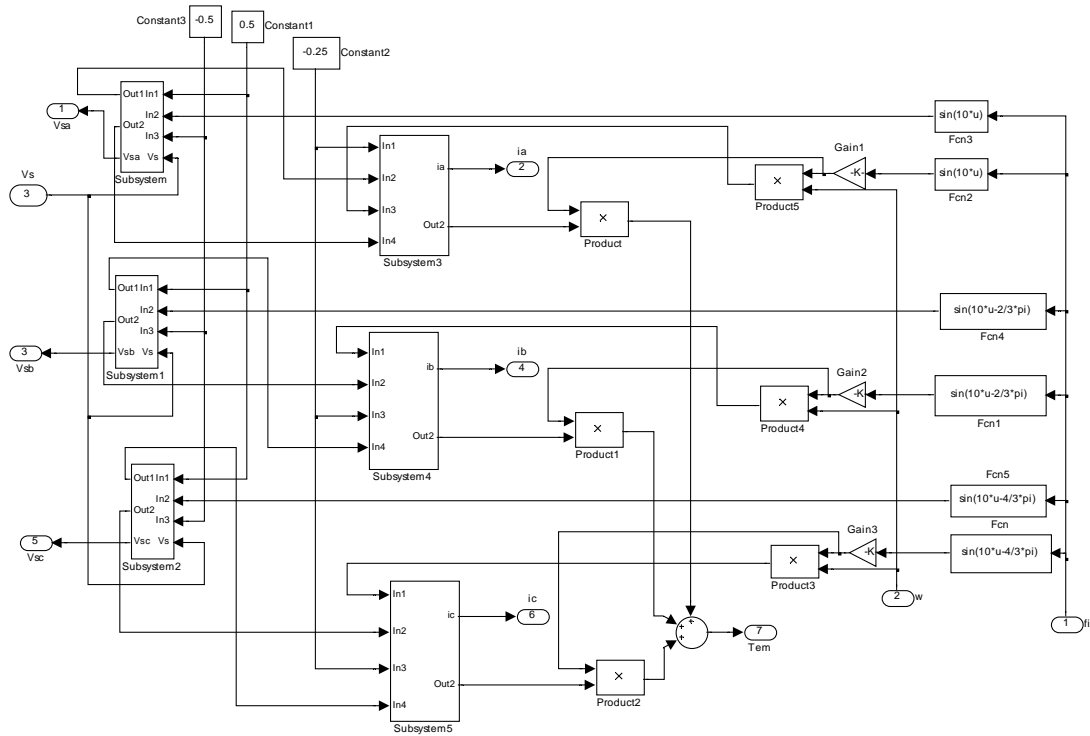 Constant3
-0.5
0.5
Constant1
-0.25
Constant2
Out1 In1
In2
Out2
In3
Vsa Vs
Subsystem
1
Vsa
Vs
3
In1
In2
In3
In4
ia
Out2
Subsystem3
ia
2
×
Product
×
Product5
Gain1
-K-
sin(10*u)
Fcn3
sin(10*u)
Fcn2
Out1 In1
In2
Out2
In3
Vsb Vs
Subsystem1
3
Vsb
In1
In2
In3
In4
ib
Out2
Subsystem4
ib
4
×
Product1
×
Product4
Gain2
-K
sin(10*u-2/3*pi)
Fcn4
sin(10*u-2/3*pi)
Fcn1
Out1 In1
In2
Out2
In3
Vsc Vs
Subsystem2
5
Vsc
In1
In2
In3
In4
ic
Out2
Subsystem5
ic
6
×
Product2
×
Product3
Gain3
-K
Fcn5
sin(10*u-4/3*pi)
Fcn
sin(10*u-4/3*pi)
2
w
1
fi
+
+
+
7
Tem